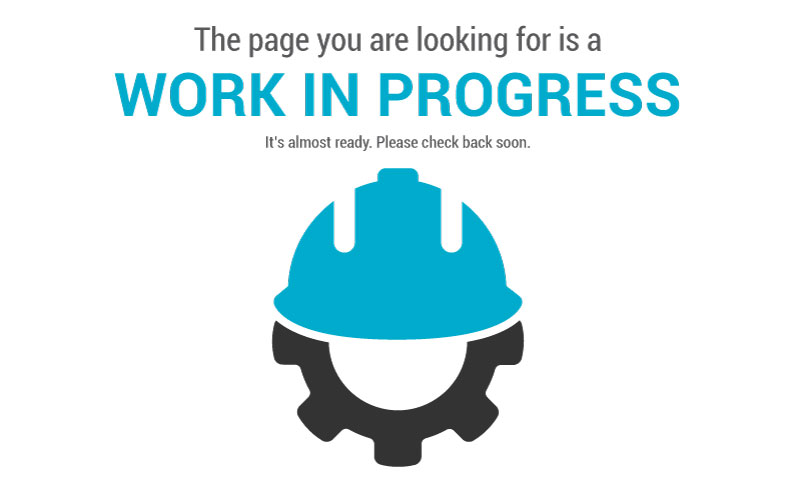 The page you are looking for is a
WORK IN PROGRESS
It's almost ready. Please check back soon.